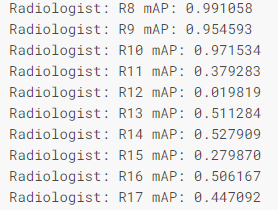 Radiologist: R8 mAP: 0.991058
Radiologist: R9 mAP: 0.954593
Radiologist: R10 mAP: 0.971534
Radiologist: R11 mAP: 0.379283
Radiologist: R12 mAP: 0.019819
Radiologist: R13 mAP: 0.511284
Radiologist: R14 mAP: 0.527909
Radiologist: R15 mAP: 0.279870
Radiologist: R16 mAP: 0.506167
Radiologist: R17 mAP: 0.447092